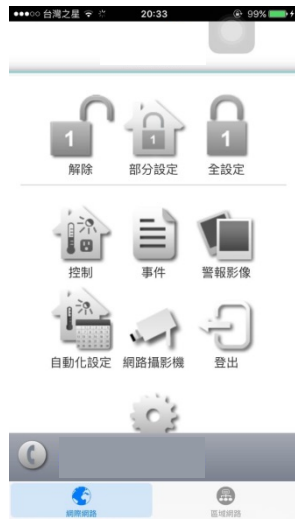 台灣之星 20:33 99%
1 1 1
解除 部分設定 全設定
控制 事件 警報影像
自動化設定 網路攝影機 登出
網際網路 區域網路